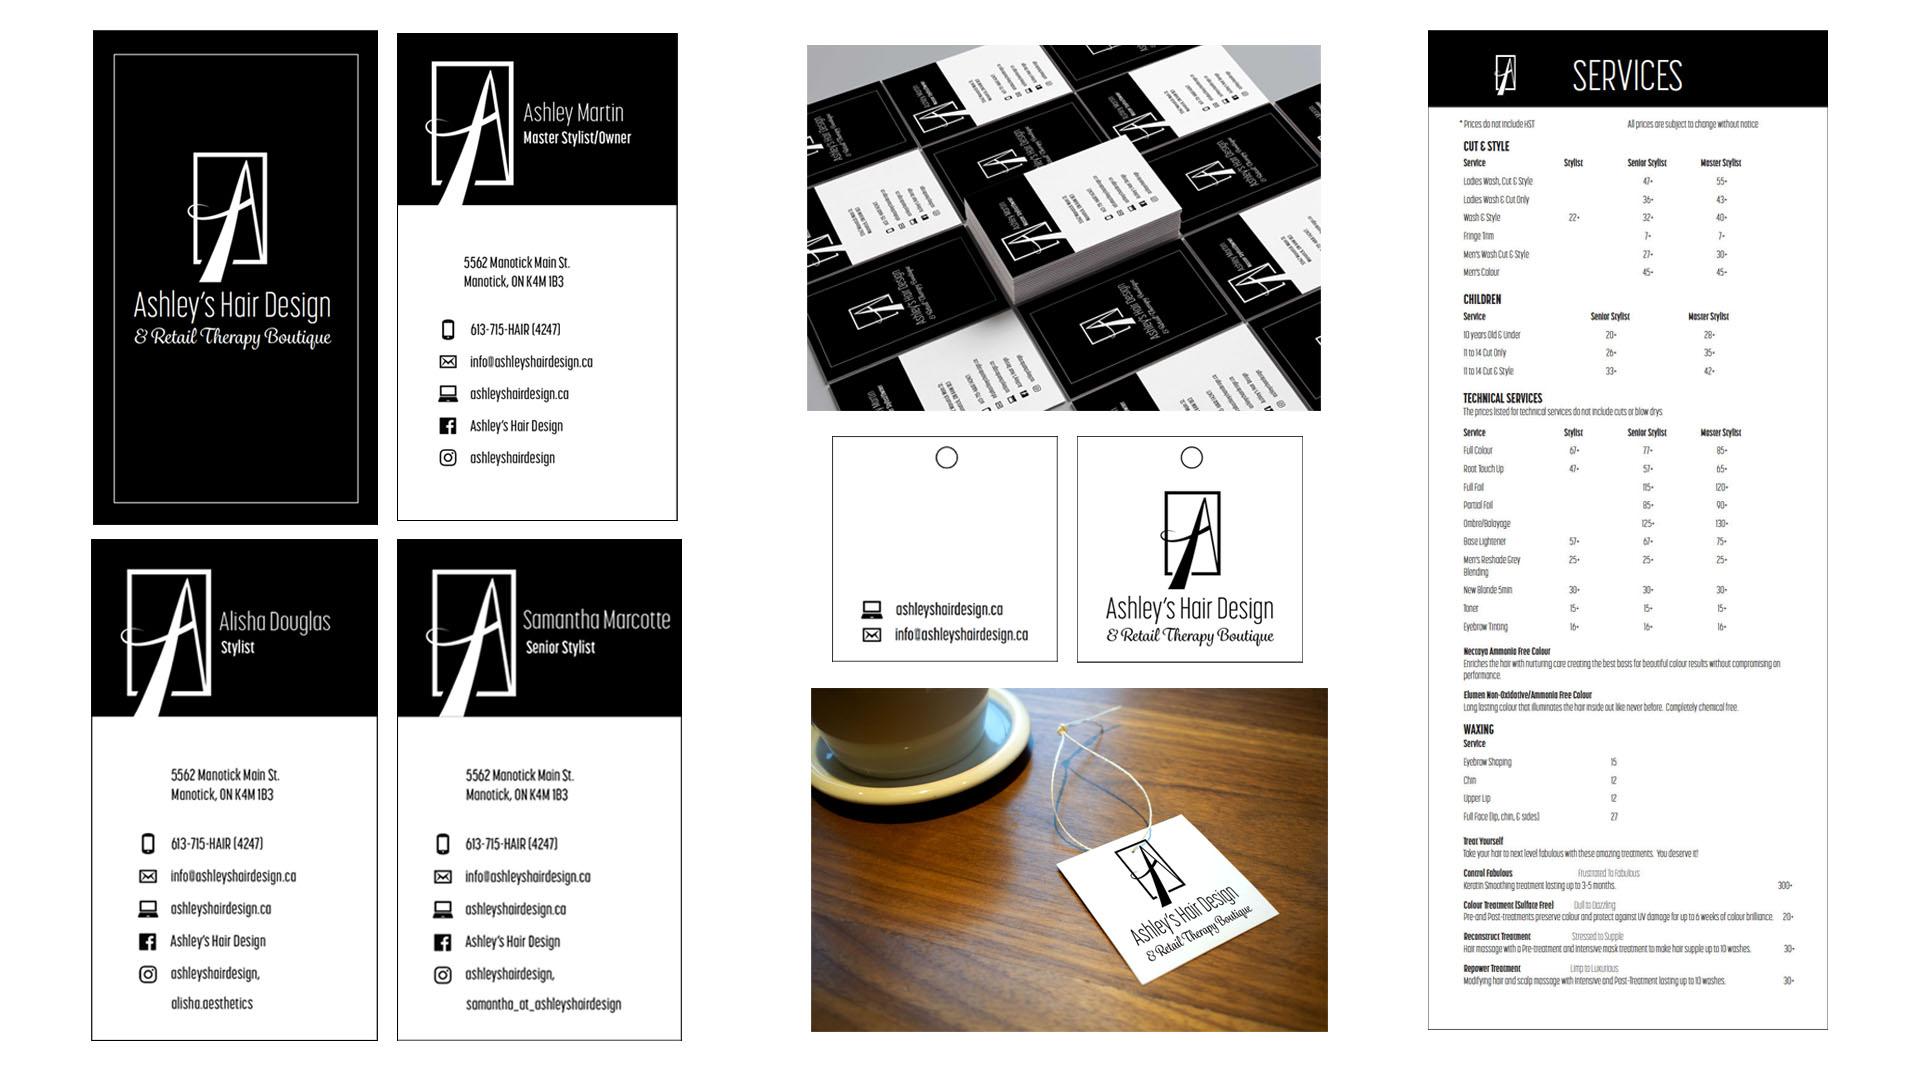 Ashley's Hair Design
& Retail Therapy Boutique
Ashley Martin
Master Stylist/Owner
5562 Manotick Main St.
Manotick, ON K4M 1B3
613-715-HAIR (4247)
info@ashleyshairdesign.ca
ashleyshairdesign.ca
Ashley's Hair Design
ashleyshairdesign
Alisha Douglas
Stylist
5562 Manotick Main St.
Manotick, ON K4M 1B3
613-715-HAIR (4247)
info@ashleyshairdesign.ca
ashleyshairdesign.ca
Ashley's Hair Design
ashleyshairdesign,
alisha.aesthetics
Samantha Marcotte
Senior Stylist
5562 Manotick Main St.
Manotick, ON K4M 1B3
613-715-HAIR (4247)
info@ashleyshairdesign.ca
ashleyshairdesign.ca
Ashley's Hair Design
ashleyshairdesign,
samantha_at_ashleyshairdesign
ashleyshairdesign.ca
info@ashleyshairdesign.ca
Ashley's Hair Design
& Retail Therapy Boutique
Ashley's Hair Design
& Retail Therapy Boutique
SERVICES
* Prices do not include HST All prices are subject to change without notice
CUT & STYLE
Service Stylist Senior Stylist Master Stylist
Ladies Wash, Cut & Style 47+ 55+
Ladies Wash & Cut Only 36+ 43+
Wash & Style 22+ 32+ 40+
Fringe Trim 7+ 7+
Men's Wash Cut & Style 27+ 30+
Men's Colour 45+ 45+
CHILDREN
Service Senior Stylist Master Stylist
10 years Old & Under 20+ 28+
11 to 14 Cut Only 26+ 35+
11 to 14 Cut & Style 33+ 42+
TECHNICAL SERVICES
The prices listed for technical services do not include cuts or blow drys
Service Stylist Senior Stylist Master Stylist
Full Colour 67+ 77+ 85+
Root Touch Up 47+ 57+ 65+
Full Foil 115+ 120+
Partial Foil 85+ 90+
Ombre/Balayage 125+ 130+
Base Lightener 57+ 67+ 75+
Men's Reshade Grey 25+ 25+ 25+
Blending
New Blonde 5min 30+ 30+ 30+
Toner 15+ 15+ 15+
Eyebrow Tinting 16+ 16+ 16+
Nectaya Ammonia Free Colour
Enriches the hair with nurturing care creating the best basis for beautiful colour results without compromising on
performance.
Elumen Non-Oxidative/Ammonia Free Colour
Long lasting colour that illuminates the hair inside out like never before. Completely chemical free.
WAXING
Service
Eyebrow Shaping 15
Chin 12
Upper Lip 12
Full Face (lip, chin, & sides) 27
Treat Yourself
Take your hair to next level fabulous with these amazing treatments. You deserve it!
Control Fabulous Frustrated To Fabulous
Keratin Smoothing treatment lasting up to 3-5 months. 300+
Colour Treatment (Sulface Free) Dull to Dazzling
Pre-and Post-treatments preserve colour and protect against UV damage for up to 6 weeks of colour brilliance. 20+
Reconstruct Treatment Stressed to Supple
Hair massage with a Pre-treatment and Intensive mask treatment to make hair supple up to 10 washes. 30+
Repower Treatment Limp to Luxurious
Modifying hair and scalp massage with Intensive and Post-Treatment lasting up to 10 washes. 30+